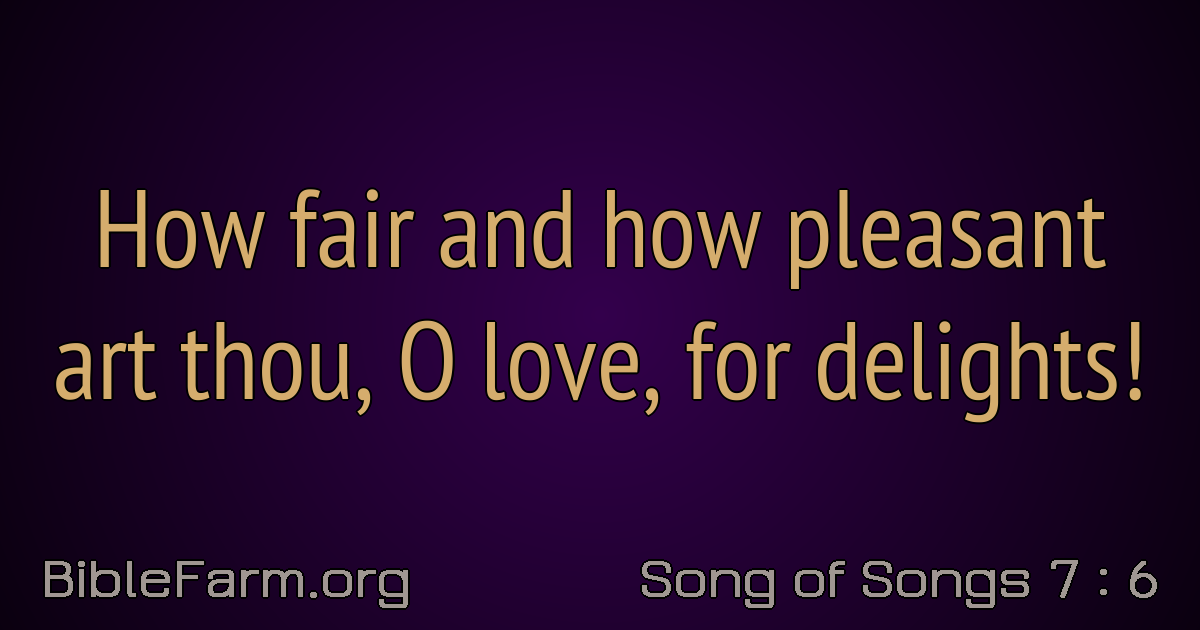 How fair and how pleasant
art thou, O love, for delights!
BibleFarm.org
Song of Songs 7 : 6